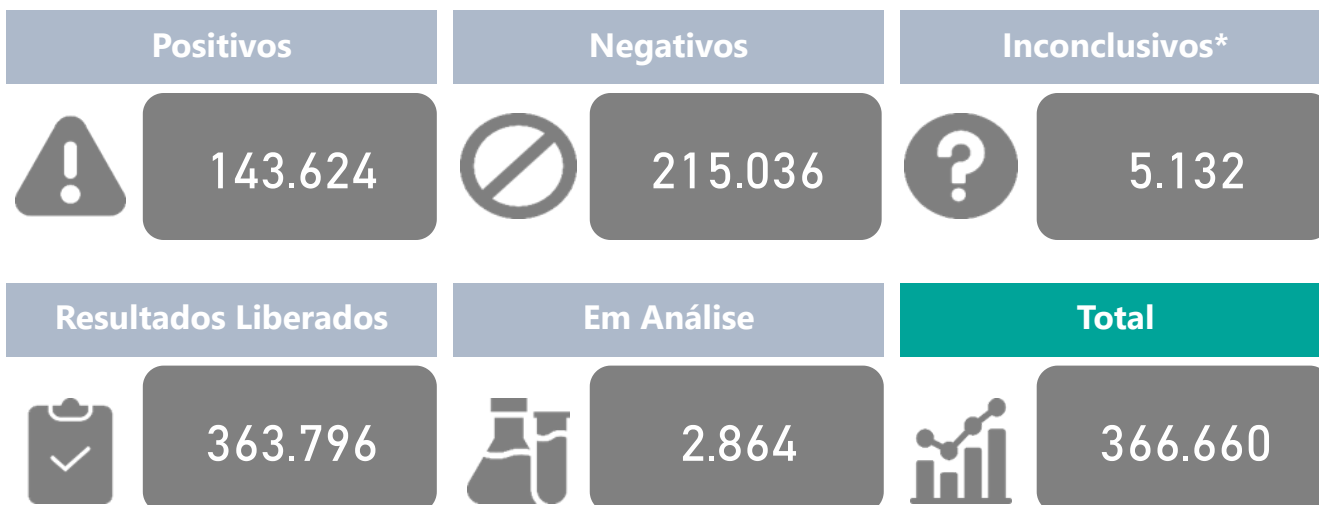 Positivos
Negativos
Inconclusivos*
143.624
215.036
5.132
Resultados Liberados
Em Análise
Total
363.796
2.864
366.660